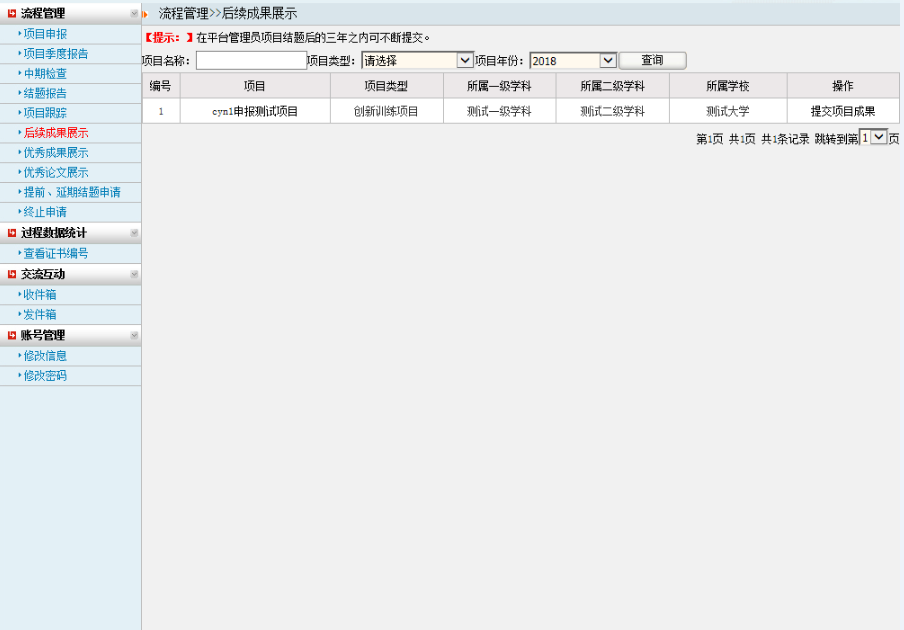 流程管理
项目申报
项目季度报告
中期检查
结题报告
项目跟踪
后续成果展示
优秀成果展示
优秀论文展示
提前、延期结题申请
终止申请
过程数据统计
查看证书编号
交流互动
收件箱
发件箱
账号管理
修改信息
修改密码
流程管理>>后续成果展示
【提示：】在平台管理员项目结题后的三年之内可不断提交。
项目名称： 项目类型： 请选择 项目年份： 2018 查询
编号 项目 项目类型 所属一级学科 所属二级学科 所属学校 操作
1 cyn1申报测试项目 创新训练项目 测试一级学科 测试二级学科 测试大学 提交项目成果
第1页 共1页 共1条记录 跳转到第 1 页